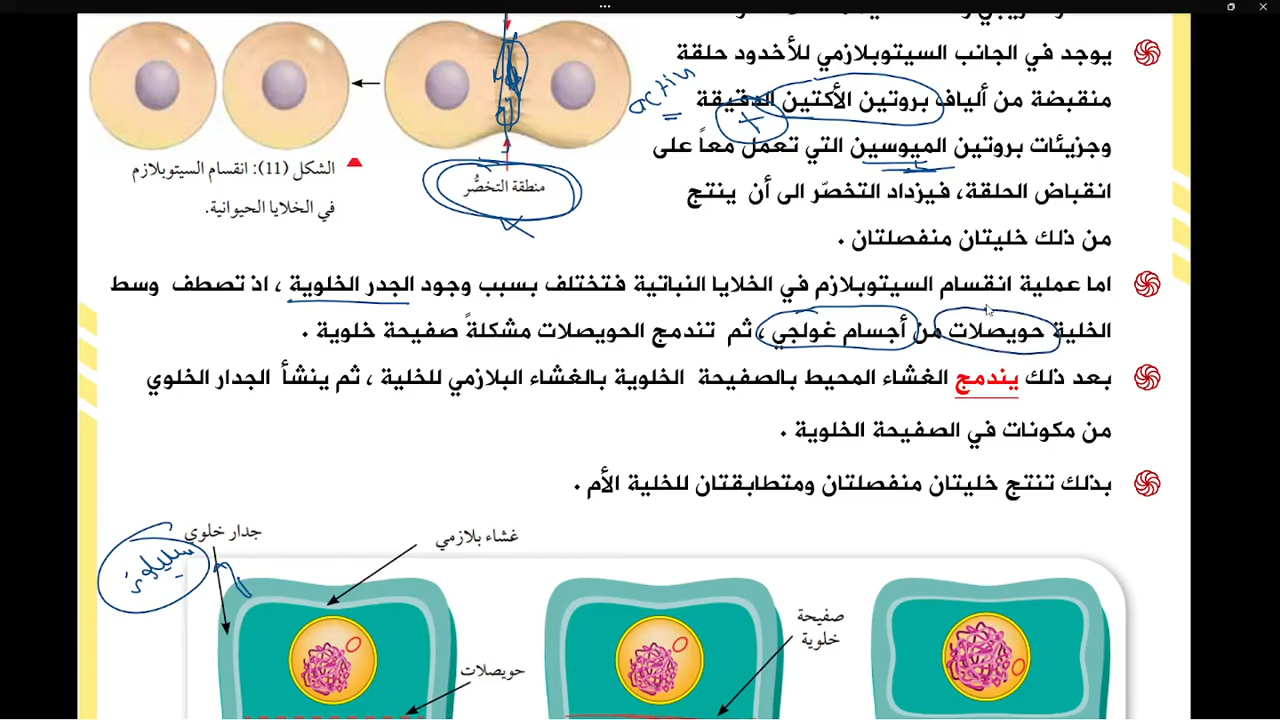 يوجد في الجانب السيتوبلازمي للأخدود حلقة
منقبضة من ألياف بروتين الأكتين الدقيقة
actin
وجزيئات بروتين الميوسين التي تعمل معاً على
انقباض الحلقة، فيزداد التخصّر الى أن ينتج
من ذلك خليتان منفصلتان .
منطقة التخصُّر
الشكل (11): انقسام السيتوبلازم
في الخلايا الحيوانية.
اما عملية انقسام السيتوبلازم في الخلايا النباتية فتختلف بسبب وجود الجدر الخلوية ، اذ تصطف وسط
الخلية حويصلات من أجسام غولجي ، ثم تندمج الحويصلات مشكلةً صفيحة خلوية .
بعد ذلك يندمج الغشاء المحيط بالصفيحة الخلوية بالغشاء البلازمي للخلية ، ثم ينشأ الجدار الخلوي
من مكونات في الصفيحة الخلوية .
بذلك تنتج خليتان منفصلتان ومتطابقتان للخلية الأم .
غشاء بلازمي
جدار خلوي
سليلوز
صفيحة
خلوية
حويصلات